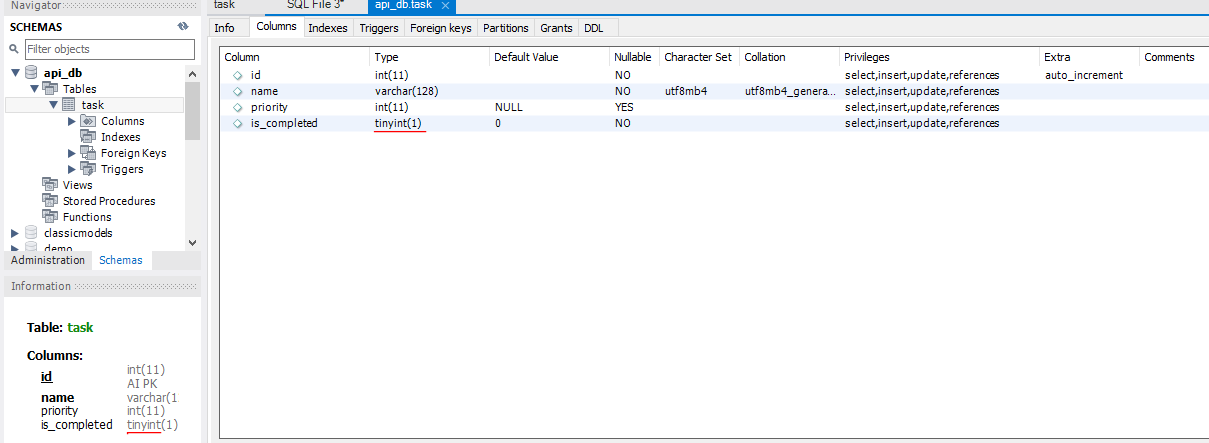 Navigator
SCHEMAS
Filter objects
api_db
Tables
task
Columns
Indexes
Foreign Keys
Triggers
Views
Stored Procedures
Functions
classicmodels
demo
Administration Schemas
Information
Table: task
Columns:
id int(11)
AI PK
name varchar(1
priority int(11)
is_completed tinyint(1)
task SQL File 3* api_db.task
Info Columns Indexes Triggers Foreign keys Partitions Grants DDL
Column Type Default Value Nullable Character Set Collation Privileges Extra Comments
id int(11) NO select,insert,update,references auto_increment
name varchar(128) NO utf8mb4 utf8mb4_genera... select,insert,update,references
priority int(11) NULL YES select,insert,update,references
is_completed tinyint(1) 0 NO select,insert,update,references